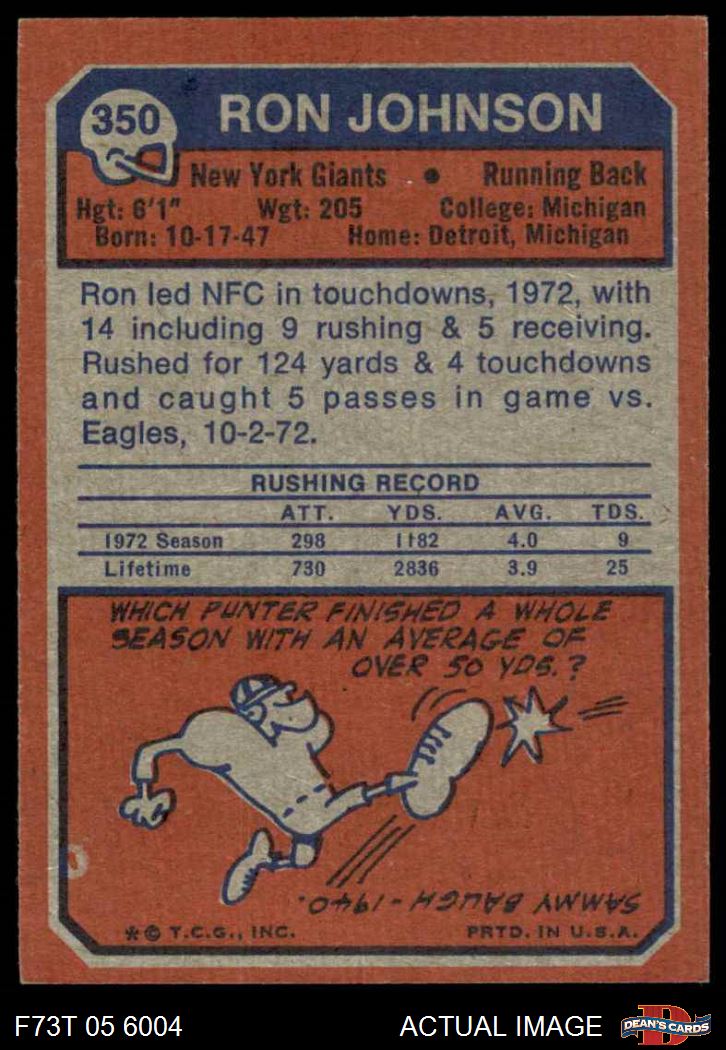 350
RON JOHNSON
New York Giants • Running Back
Hgt: 6'1" Wgt: 205 College: Michigan
Born: 10-17-47 Home: Detroit, Michigan
Ron led NFC in touchdowns, 1972, with
14 including 9 rushing & 5 receiving.
Rushed for 124 yards & 4 touchdowns
and caught 5 passes in game vs.
Eagles, 10-2-72.
RUSHING RECORD
ATT. YDS. AVG. TDS.
1972 Season 298 1182 4.0 9
Lifetime 730 2836 3.9 25
WHICH PUNTER FINISHED A WHOLE
SEASON WITH AN AVERAGE OF
OVER 50 YDS.?
SAMMY BAUGH-1940.
*© T.C.G., INC. PRTD. IN U.S.A.
F73T 05 6004 ACTUAL IMAGE
D
DEAN'S CARDS